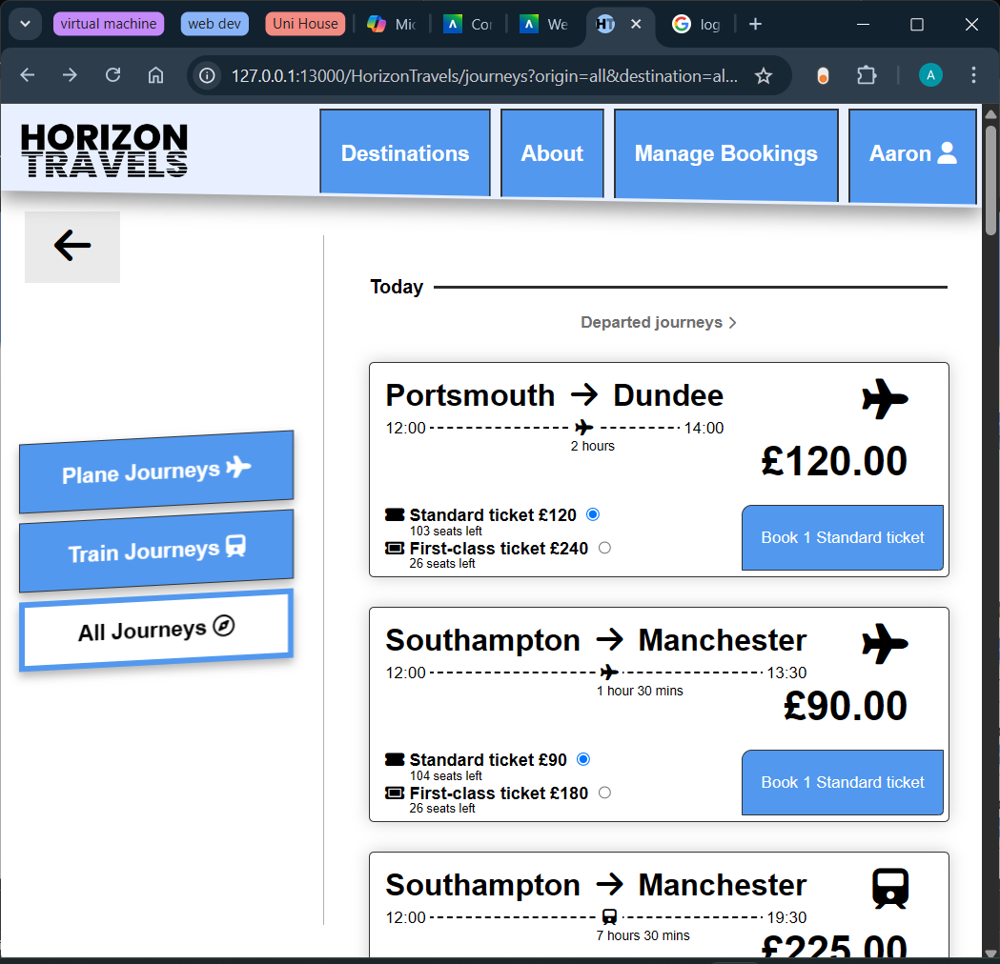 virtual machine web dev Uni House Mic Cor We HT log
127.0.0.1:13000/HorizonTravels/journeys?origin=all&destination=al... A
HORIZON
TRAVELS
Destinations About Manage Bookings Aaron
Today
Departed journeys
Portsmouth → Dundee
12:00 14:00
2 hours
£120.00
Standard ticket £120
103 seats left
First-class ticket £240
26 seats left
Book 1 Standard ticket
Plane Journeys
Train Journeys
All Journeys
Southampton → Manchester
12:00 13:30
1 hour 30 mins
£90.00
Standard ticket £90
104 seats left
First-class ticket £180
26 seats left
Book 1 Standard ticket
Southampton → Manchester
12:00 19:30
7 hours 30 mins
£225.00